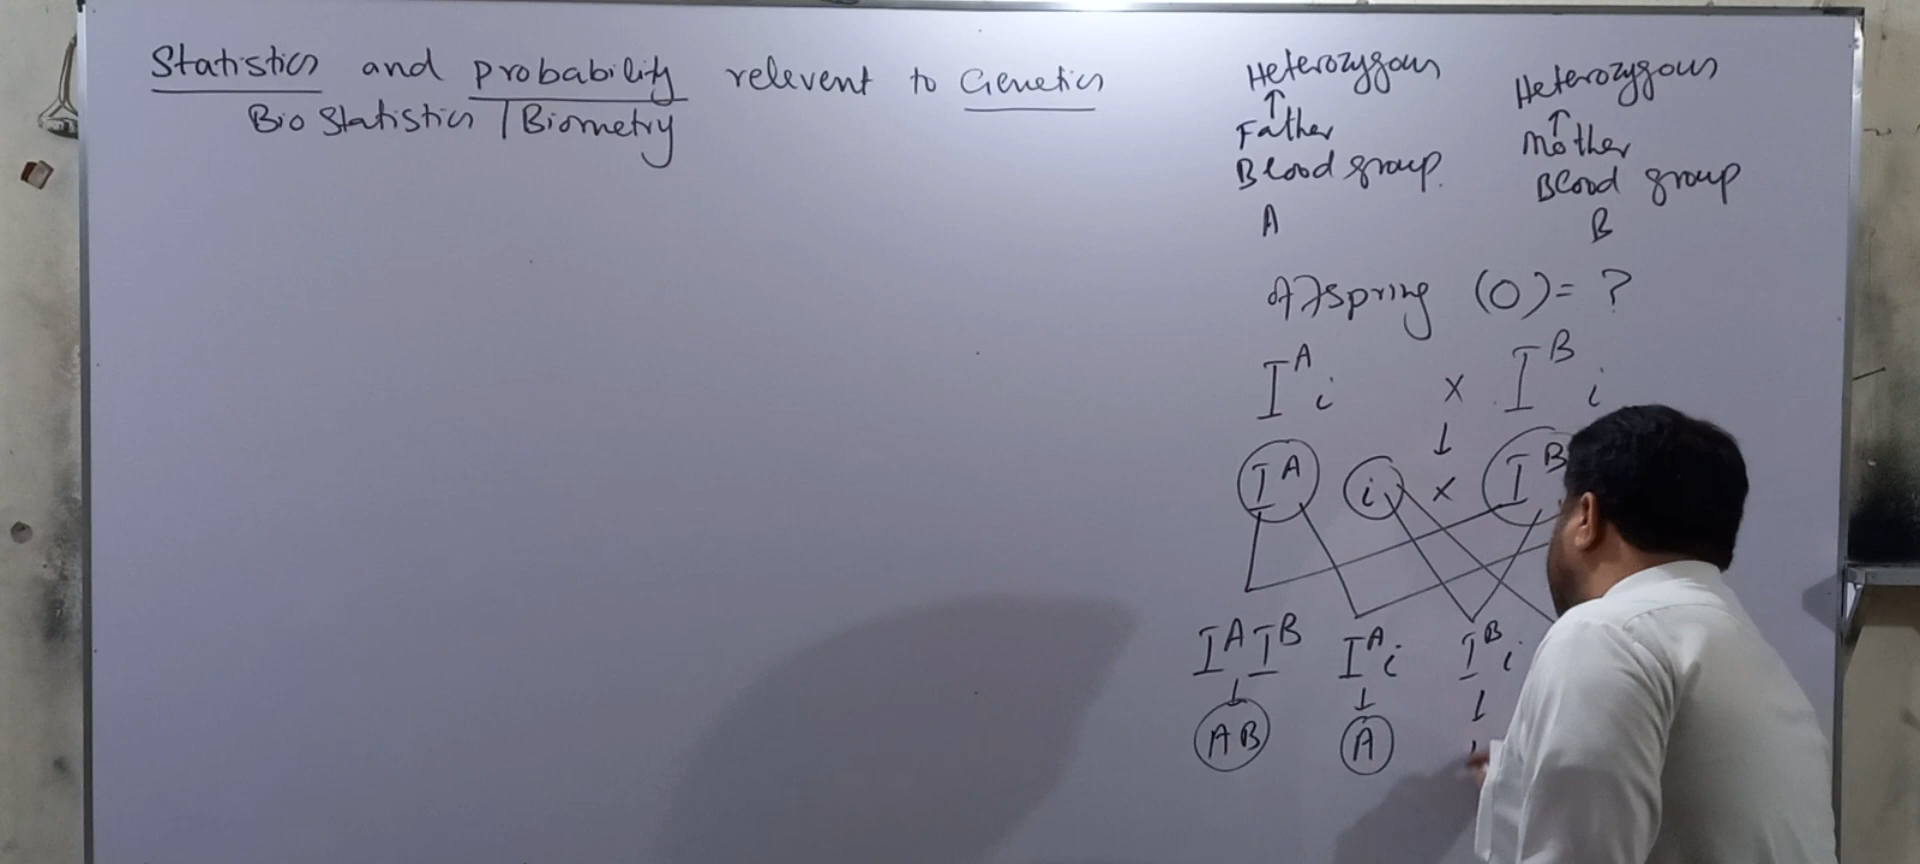 Statistics and probability relevent to Genetics
Bio Statistics / Biometry
Heterozygous
↑
Father
Blood group.
A
Heterozygous
↑
Mother
Blood group
B
Offspring (O) = ?
I^A i x I^B i
↓
I^A i x I^B
I^A I^B I^A i I^B i
↓ ↓ ↓
AB A